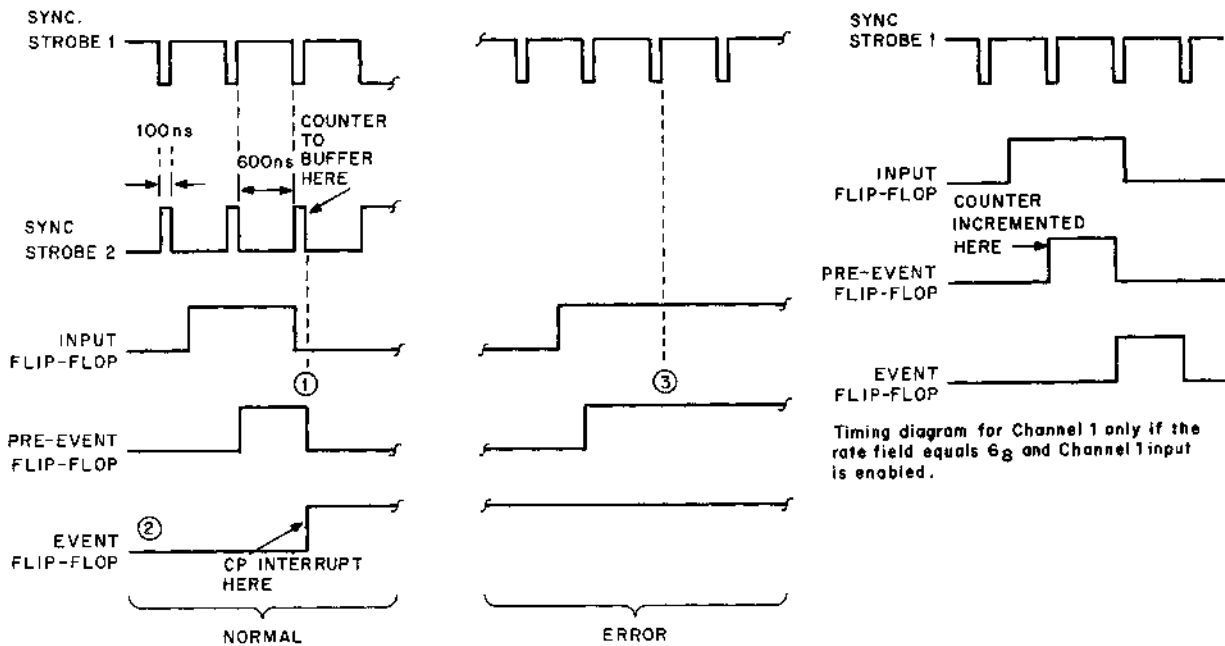 SYNC.
STROBE 1
100ns
600ns
COUNTER
TO
BUFFER
HERE
SYNC
STROBE 2
INPUT
FLIP-FLOP
①
PRE-EVENT
FLIP-FLOP
②
EVENT
FLIP-FLOP
CP INTERRUPT
HERE
NORMAL
③
ERROR
SYNC
STROBE 1
INPUT
FLIP-FLOP
COUNTER
INCREMENTED
HERE
PRE-EVENT
FLIP-FLOP
EVENT
FLIP-FLOP
Timing diagram for Channel 1 only if the
rate field equals 6₈ and Channel 1 input
is enabled.